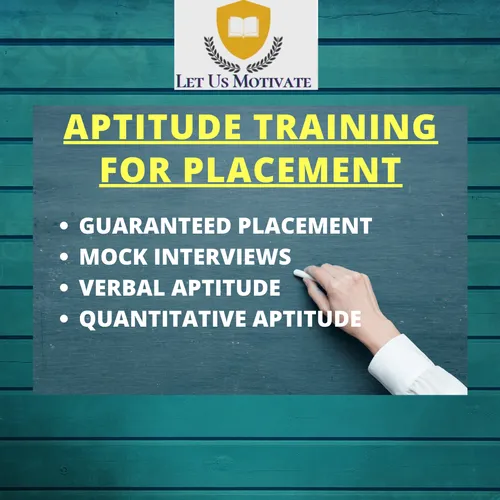 LET US MOTIVATE
APTITUDE TRAINING
FOR PLACEMENT
• GUARANTEED PLACEMENT
• MOCK INTERVIEWS
• VERBAL APTITUDE
• QUANTITATIVE APTITUDE